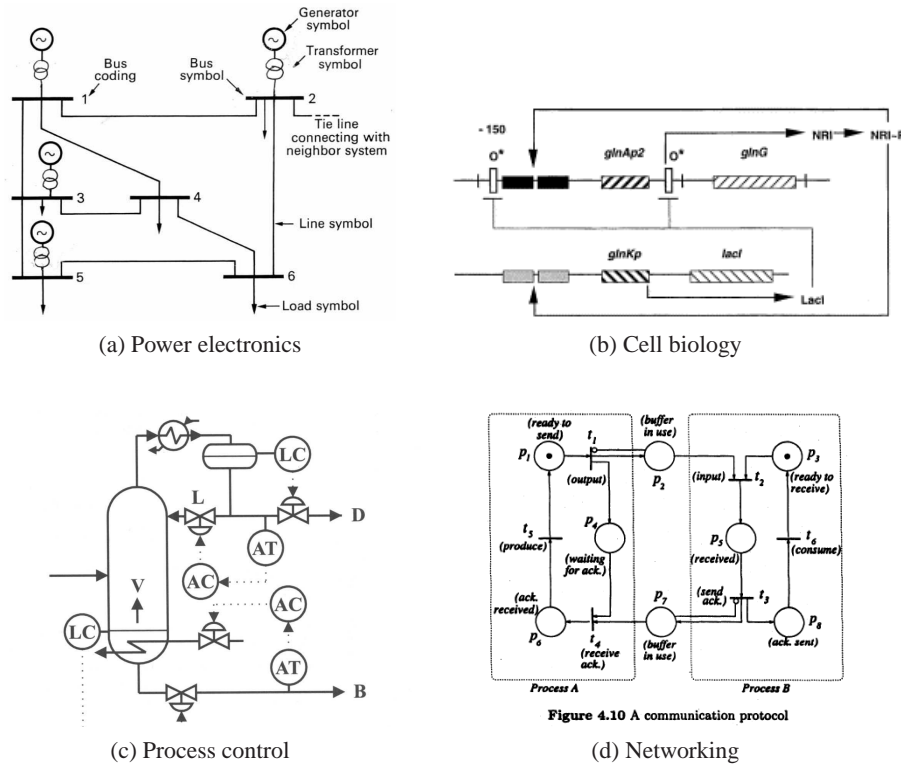 Generator symbol
Transformer symbol
Bus coding
Bus symbol
1
2
Tie line connecting with neighbor system
3
4
Line symbol
5
6
Load symbol
(a) Power electronics
- 150
O*
glnAp2
O*
glnG
NRI
NRI~P
glnKp
lacI
LacI
(b) Cell biology
LC
L
D
AT
AC
V
AC
LC
AT
B
(c) Process control
(ready to send)
p1
t1
(output)
(buffer in use)
p2
(input)
t2
p3
(ready to receive)
t5
(produce)
p4
(waiting for ack.)
p5
(received)
t6
(consume)
(ack. received)
p6
t4
(receive ack.)
p7
(buffer in use)
(send ack.)
t3
p8
(ack. sent)
Process A
Process B
Figure 4.10 A communication protocol
(d) Networking